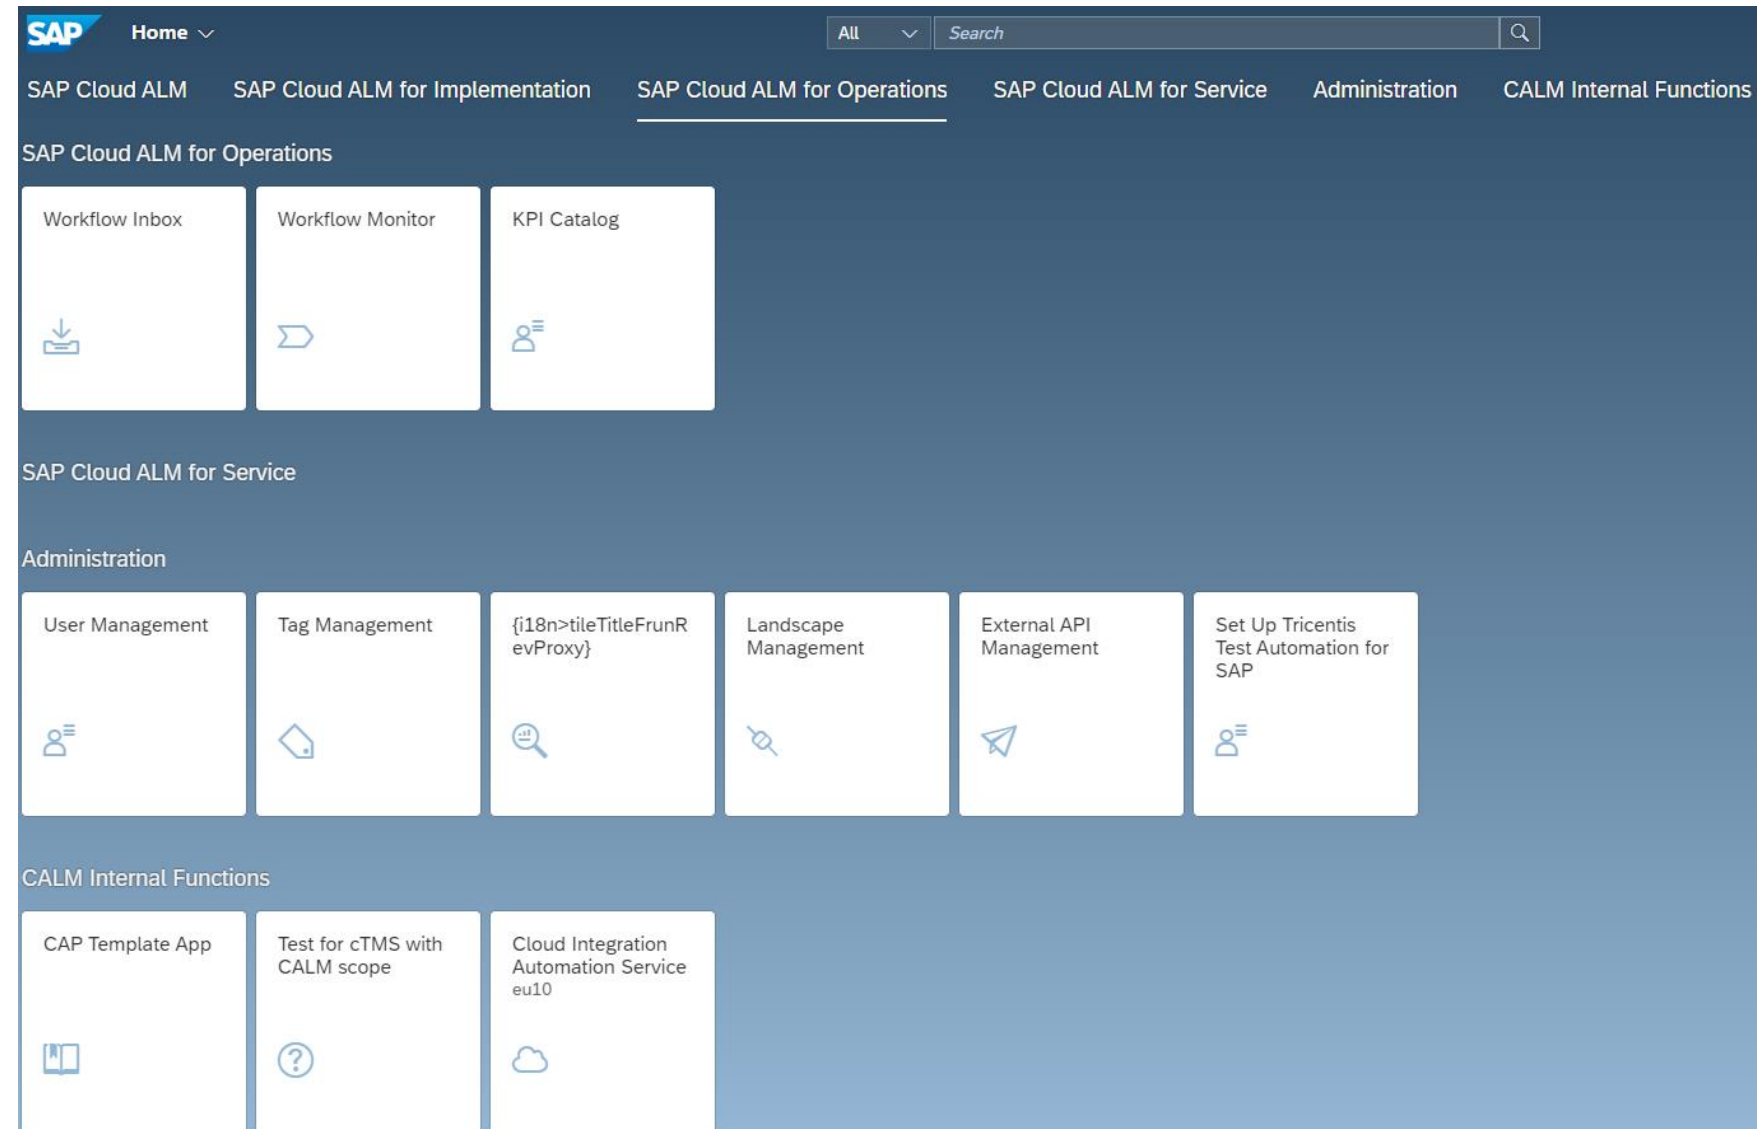 SAP Home
All Search
SAP Cloud ALM SAP Cloud ALM for Implementation SAP Cloud ALM for Operations SAP Cloud ALM for Service Administration CALM Internal Functions
SAP Cloud ALM for Operations
Workflow Inbox
Workflow Monitor
KPI Catalog
SAP Cloud ALM for Service
Administration
User Management
Tag Management
{i18n>tileTitleFrunR
evProxy}
Landscape
Management
External API
Management
Set Up Tricentis
Test Automation for
SAP
CALM Internal Functions
CAP Template App
Test for cTMS with
CALM scope
Cloud Integration
Automation Service
eu10